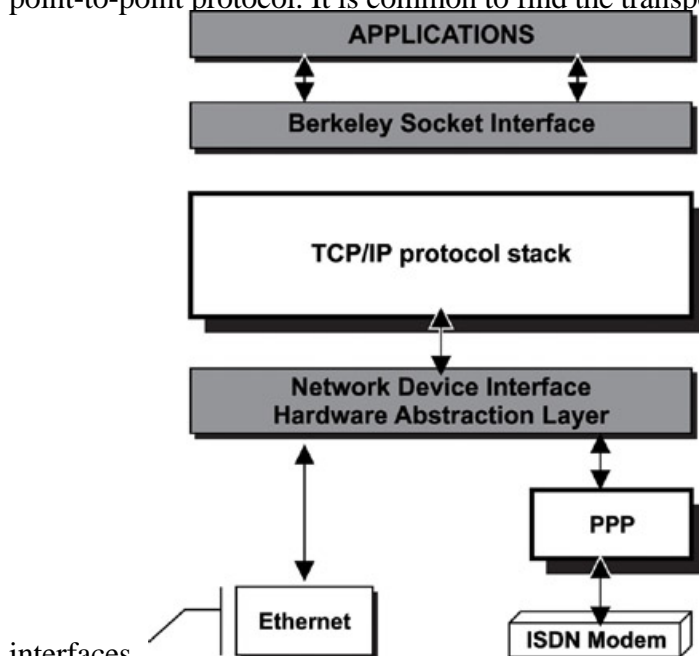 point-to-point protocol. It is common to find the transpo
APPLICATIONS
Berkeley Socket Interface
TCP/IP protocol stack
Network Device Interface
Hardware Abstraction Layer
PPP
Ethernet
ISDN Modem
interfaces